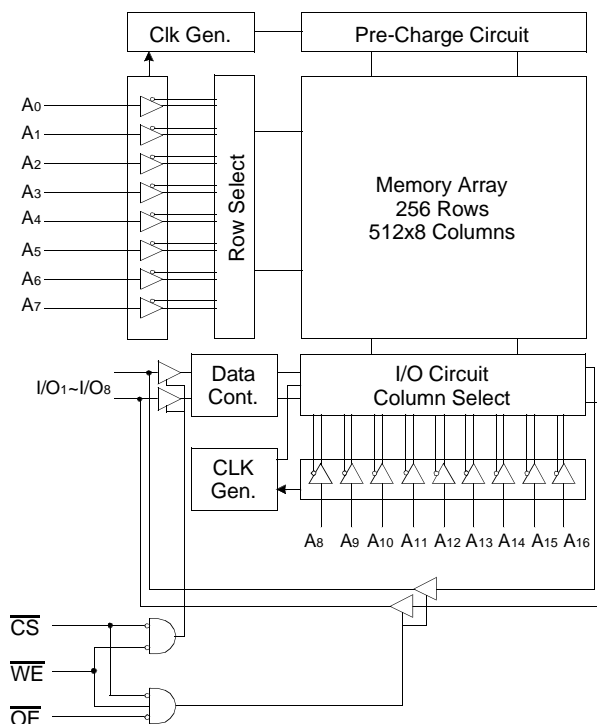 Clk Gen.
Pre-Charge Circuit
A0
A1
A2
A3
A4
A5
A6
A7
Row Select
Memory Array
256 Rows
512x8 Columns
I/O1~I/O8
Data
Cont.
I/O Circuit
Column Select
CLK
Gen.
A8 A9 A10 A11 A12 A13 A14 A15 A16
CS
WE
OE